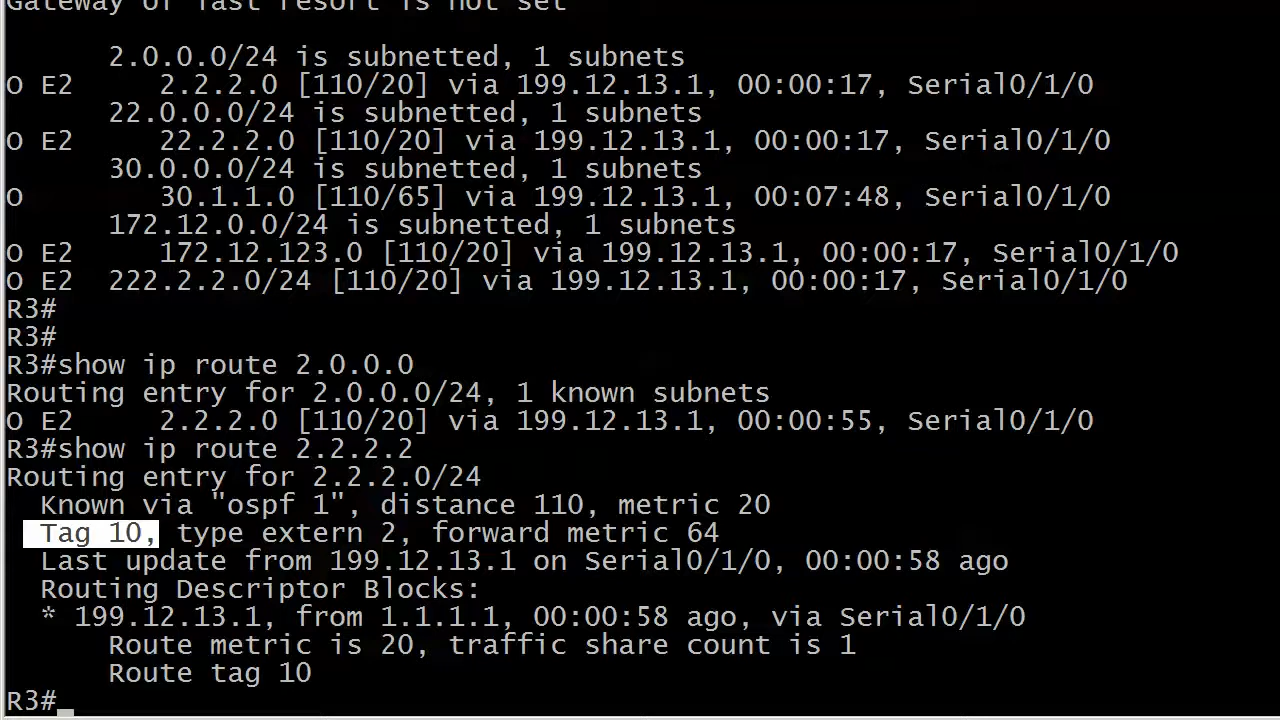 Gateway of last resort is not set
2.0.0.0/24 is subnetted, 1 subnets
O E2 2.2.2.0 [110/20] via 199.12.13.1, 00:00:17, Serial0/1/0
22.0.0.0/24 is subnetted, 1 subnets
O E2 22.2.2.0 [110/20] via 199.12.13.1, 00:00:17, Serial0/1/0
30.0.0.0/24 is subnetted, 1 subnets
O 30.1.1.0 [110/65] via 199.12.13.1, 00:07:48, Serial0/1/0
172.12.0.0/24 is subnetted, 1 subnets
O E2 172.12.123.0 [110/20] via 199.12.13.1, 00:00:17, Serial0/1/0
O E2 222.2.2.0/24 [110/20] via 199.12.13.1, 00:00:17, Serial0/1/0
R3#
R3#
R3#show ip route 2.0.0.0
Routing entry for 2.0.0.0/24, 1 known subnets
O E2 2.2.2.0 [110/20] via 199.12.13.1, 00:00:55, Serial0/1/0
R3#show ip route 2.2.2.2
Routing entry for 2.2.2.0/24
Known via "ospf 1", distance 110, metric 20
Tag 10, type extern 2, forward metric 64
Last update from 199.12.13.1 on Serial0/1/0, 00:00:58 ago
Routing Descriptor Blocks:
* 199.12.13.1, from 1.1.1.1, 00:00:58 ago, via Serial0/1/0
Route metric is 20, traffic share count is 1
Route tag 10
R3#